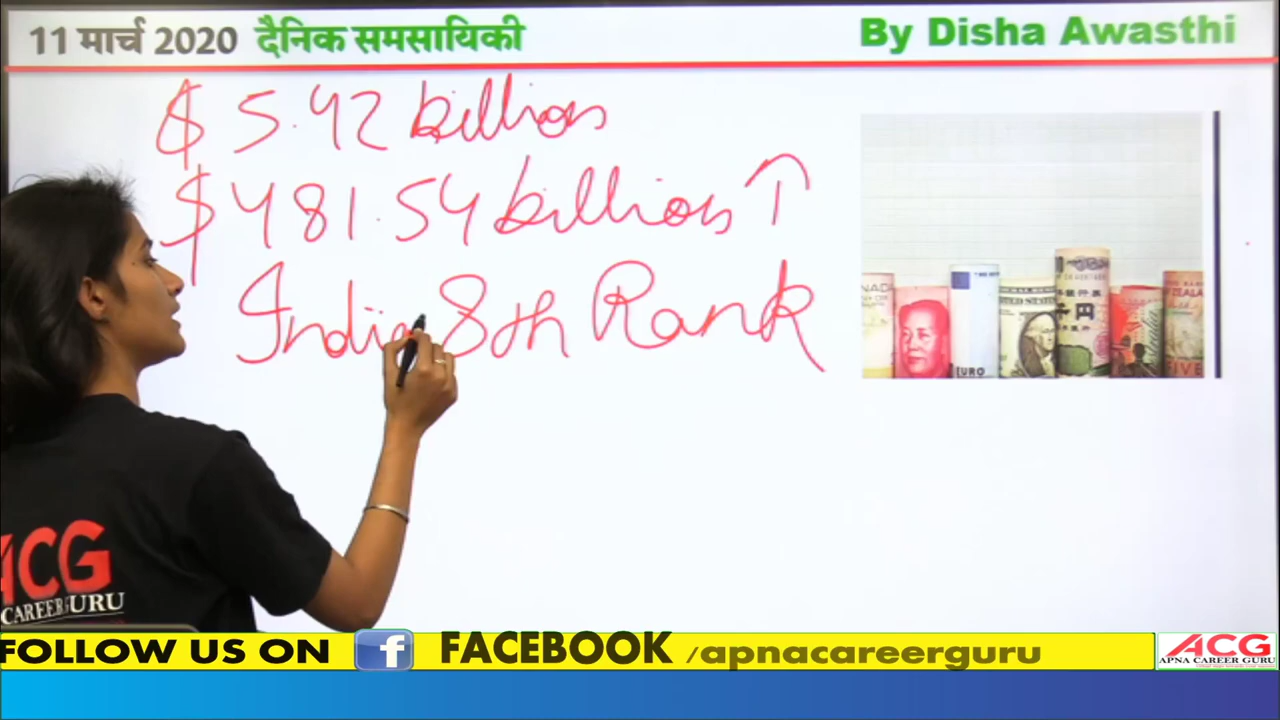 11 मार्च 2020 दैनिक समसायिकी
By Disha Awasthi
$ 5.42 billion
$ 481.54 billion ↑
India 8th Rank
EURO
ACG
CAREER GURU
FOLLOW US ON f FACEBOOK /apnacareerguru
ACG
APNA CAREER GURU